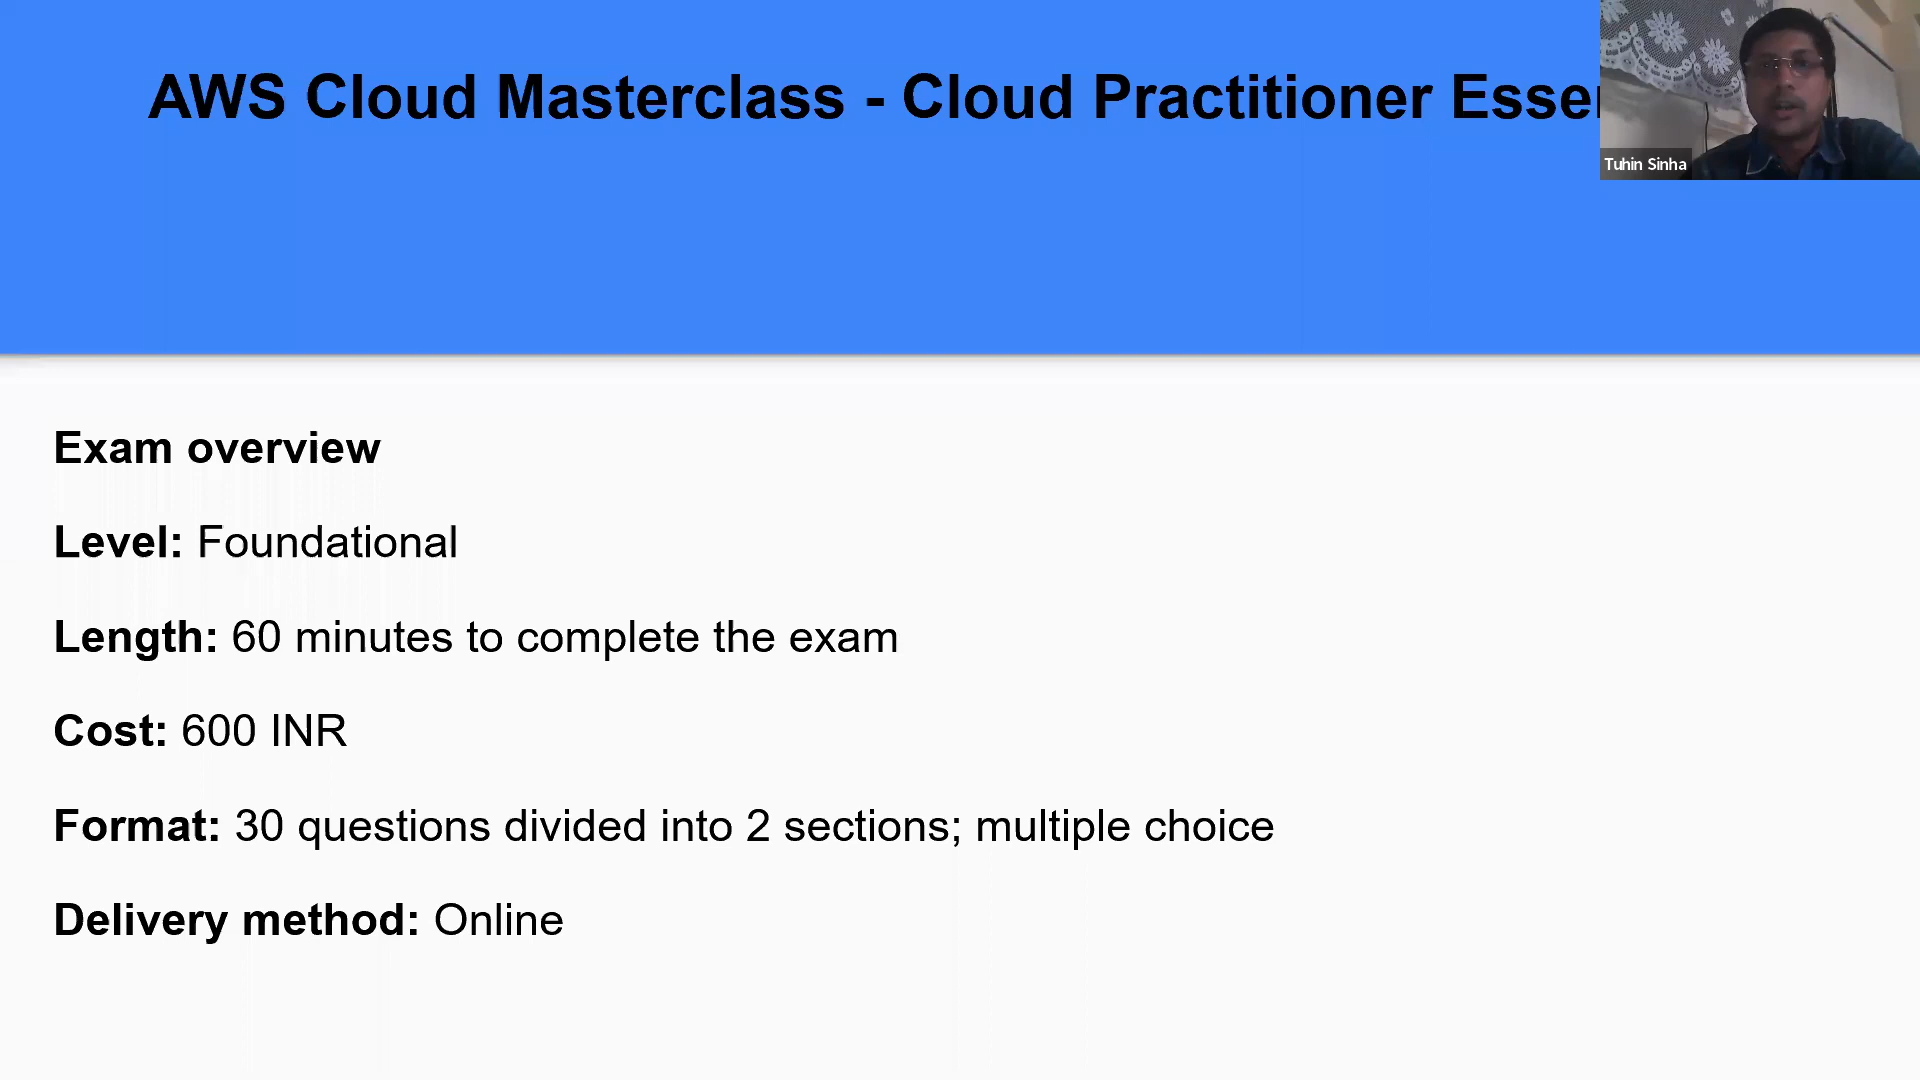 AWS Cloud Masterclass - Cloud Practitioner
Tuhin Sinha
Exam overview
Level: Foundational
Length: 60 minutes to complete the exam
Cost: 600 INR
Format: 30 questions divided into 2 sections; multiple choice
Delivery method: Online